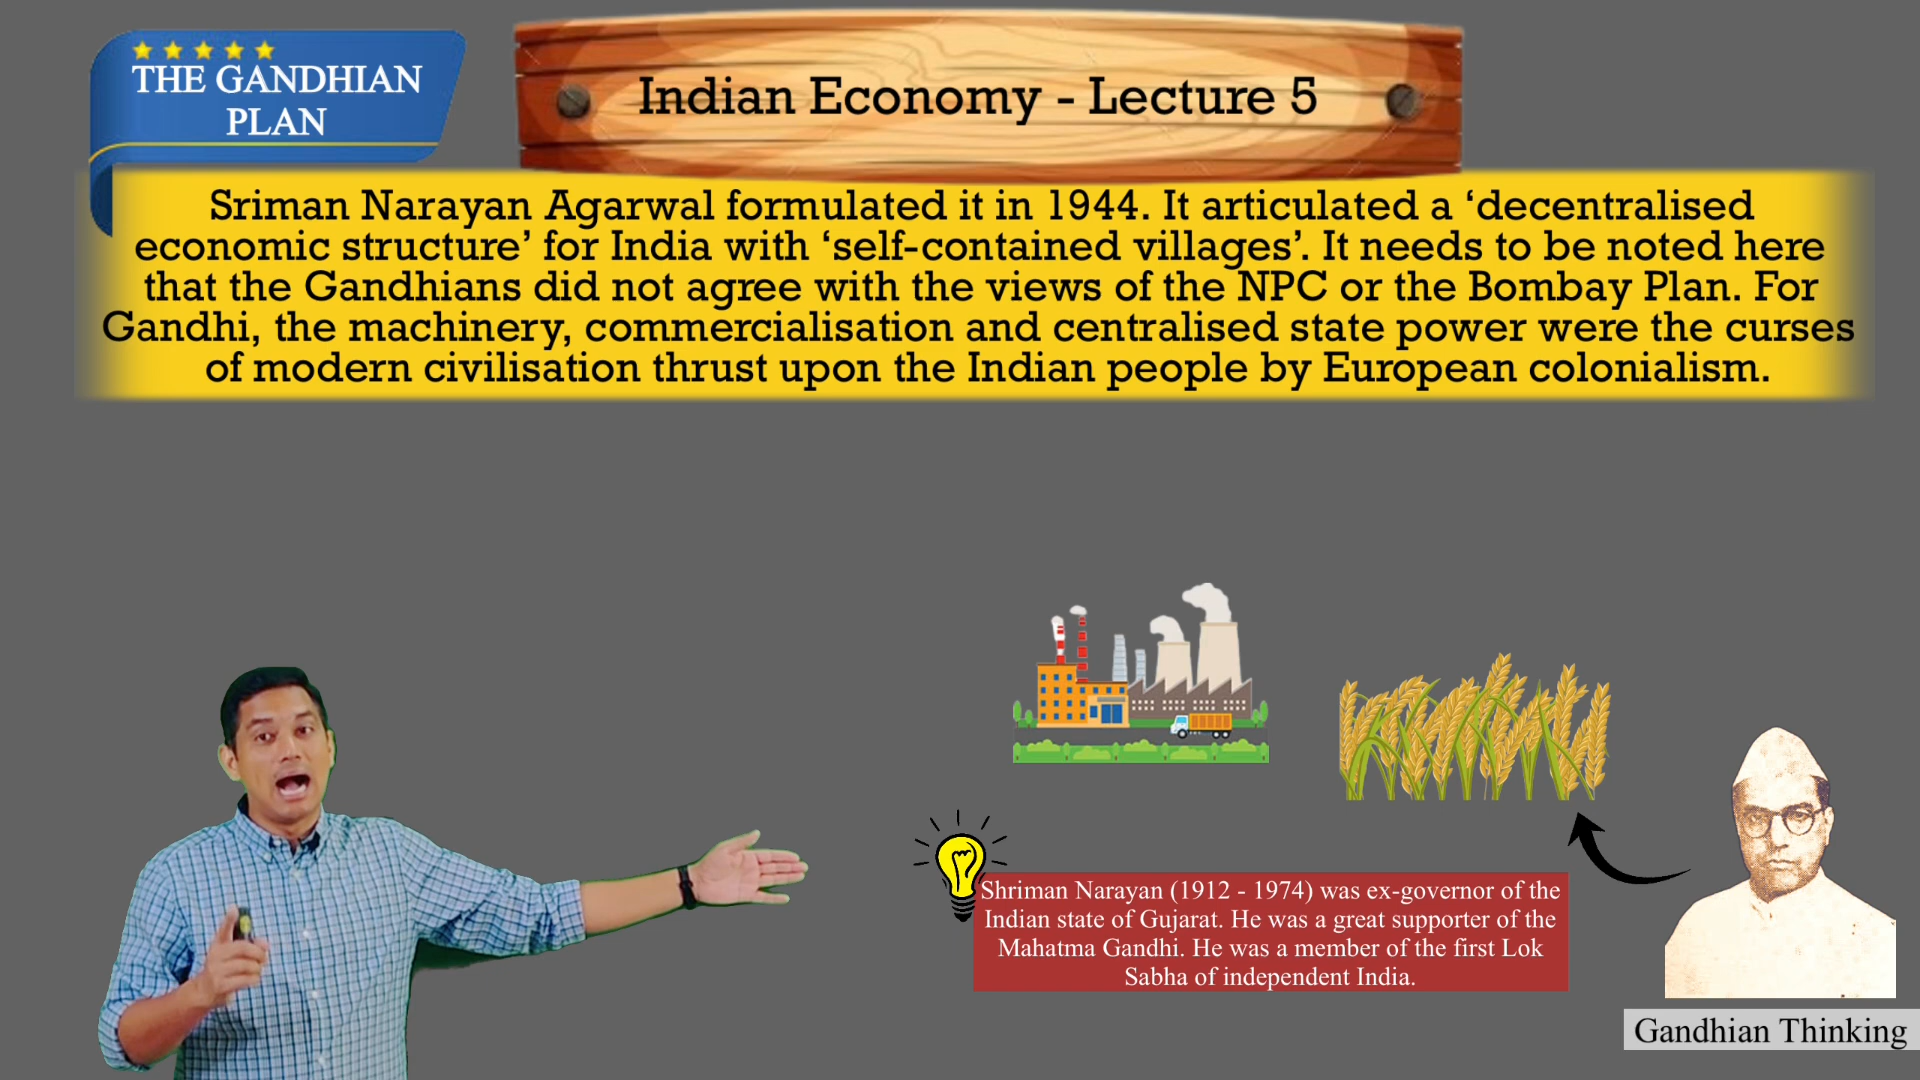 THE GANDHIAN
PLAN
Indian Economy - Lecture 5
Sriman Narayan Agarwal formulated it in 1944. It articulated a ‘decentralised
economic structure’ for India with ‘self-contained villages’. It needs to be noted here
that the Gandhians did not agree with the views of the NPC or the Bombay Plan. For
Gandhi, the machinery, commercialisation and centralised state power were the curses
of modern civilisation thrust upon the Indian people by European colonialism.
Shriman Narayan (1912 - 1974) was ex-governor of the
Indian state of Gujarat. He was a great supporter of the
Mahatma Gandhi. He was a member of the first Lok
Sabha of independent India.
Gandhian Thinking